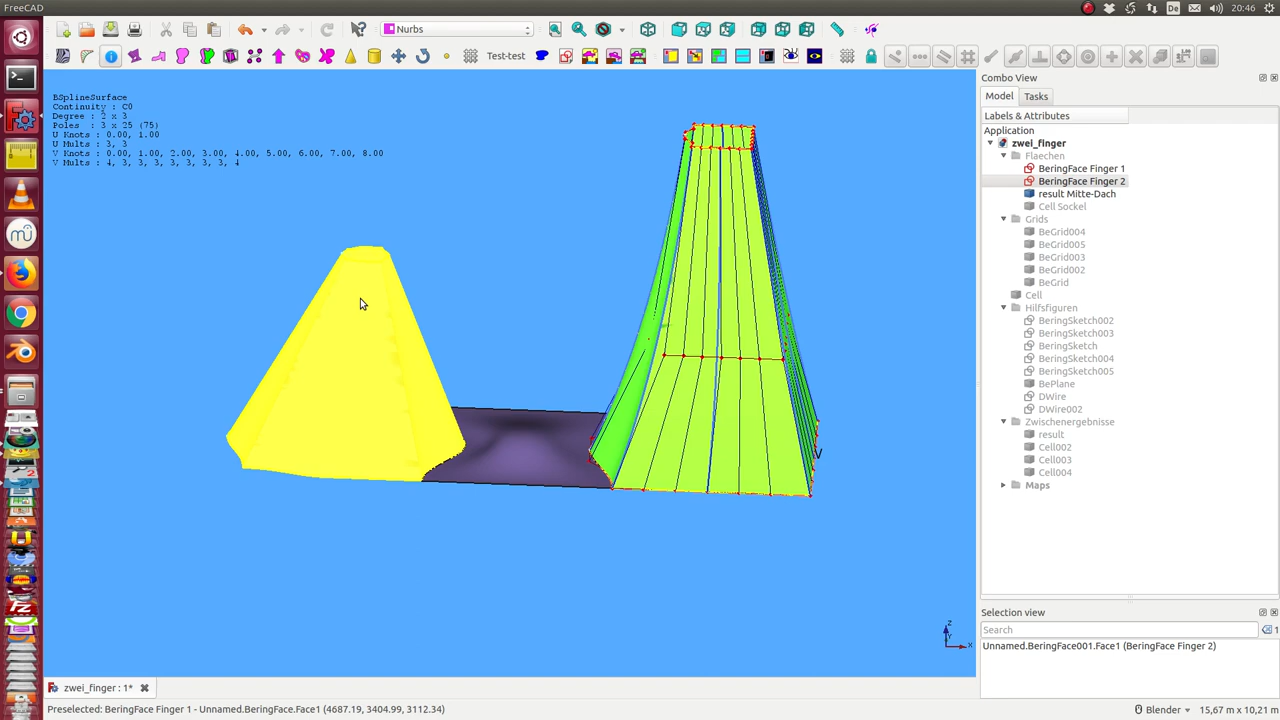 FreeCAD
De
20:46
Nurbs
Test-test
BSplineSurface
Continuity : C0
Degree : 2 x 3
Poles : 3 x 25 (75)
U Knots : 0.00, 1.00
U Mults : 3, 3
V Knots : 0.00, 1.00, 2.00, 3.00, 4.00, 5.00, 6.00, 7.00, 8.00
V Mults : 4, 3, 3, 3, 3, 3, 3, 3, 4
V
z
x
Combo View
Model
Tasks
Labels & Attributes
Application
zwei_finger
Flaechen
BeringFace Finger 1
BeringFace Finger 2
result Mitte-Dach
Cell Sockel
Grids
BeGrid004
BeGrid005
BeGrid003
BeGrid002
BeGrid
Cell
Hilfsfiguren
BeringSketch002
BeringSketch003
BeringSketch
BeringSketch004
BeringSketch005
BePlane
DWire
DWire002
Zwischenergebnisse
result
Cell002
Cell003
Cell004
Maps
Selection view
Search
1
Unnamed.BeringFace001.Face1 (BeringFace Finger 2)
zwei_finger : 1*
Preselected: BeringFace Finger 1 - Unnamed.BeringFace.Face1 (4687.19, 3404.99, 3112.34)
Blender
15,67 m x 10,21 m